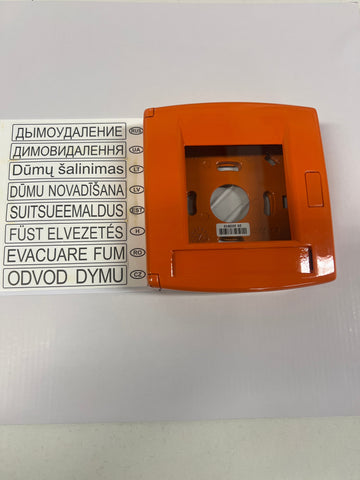 ДЫМОУДАЛЕНИЕ RUS
ДИМОВИДАЛЕННЯ UA
Dūmų šalinimas LT
DŪMU NOVADĪŠANA LV
SUITSUEEMALDUS EST
FÜST ELVEZETÉS H
EVACUARE FUM RO
ODVOD DYMU CZ